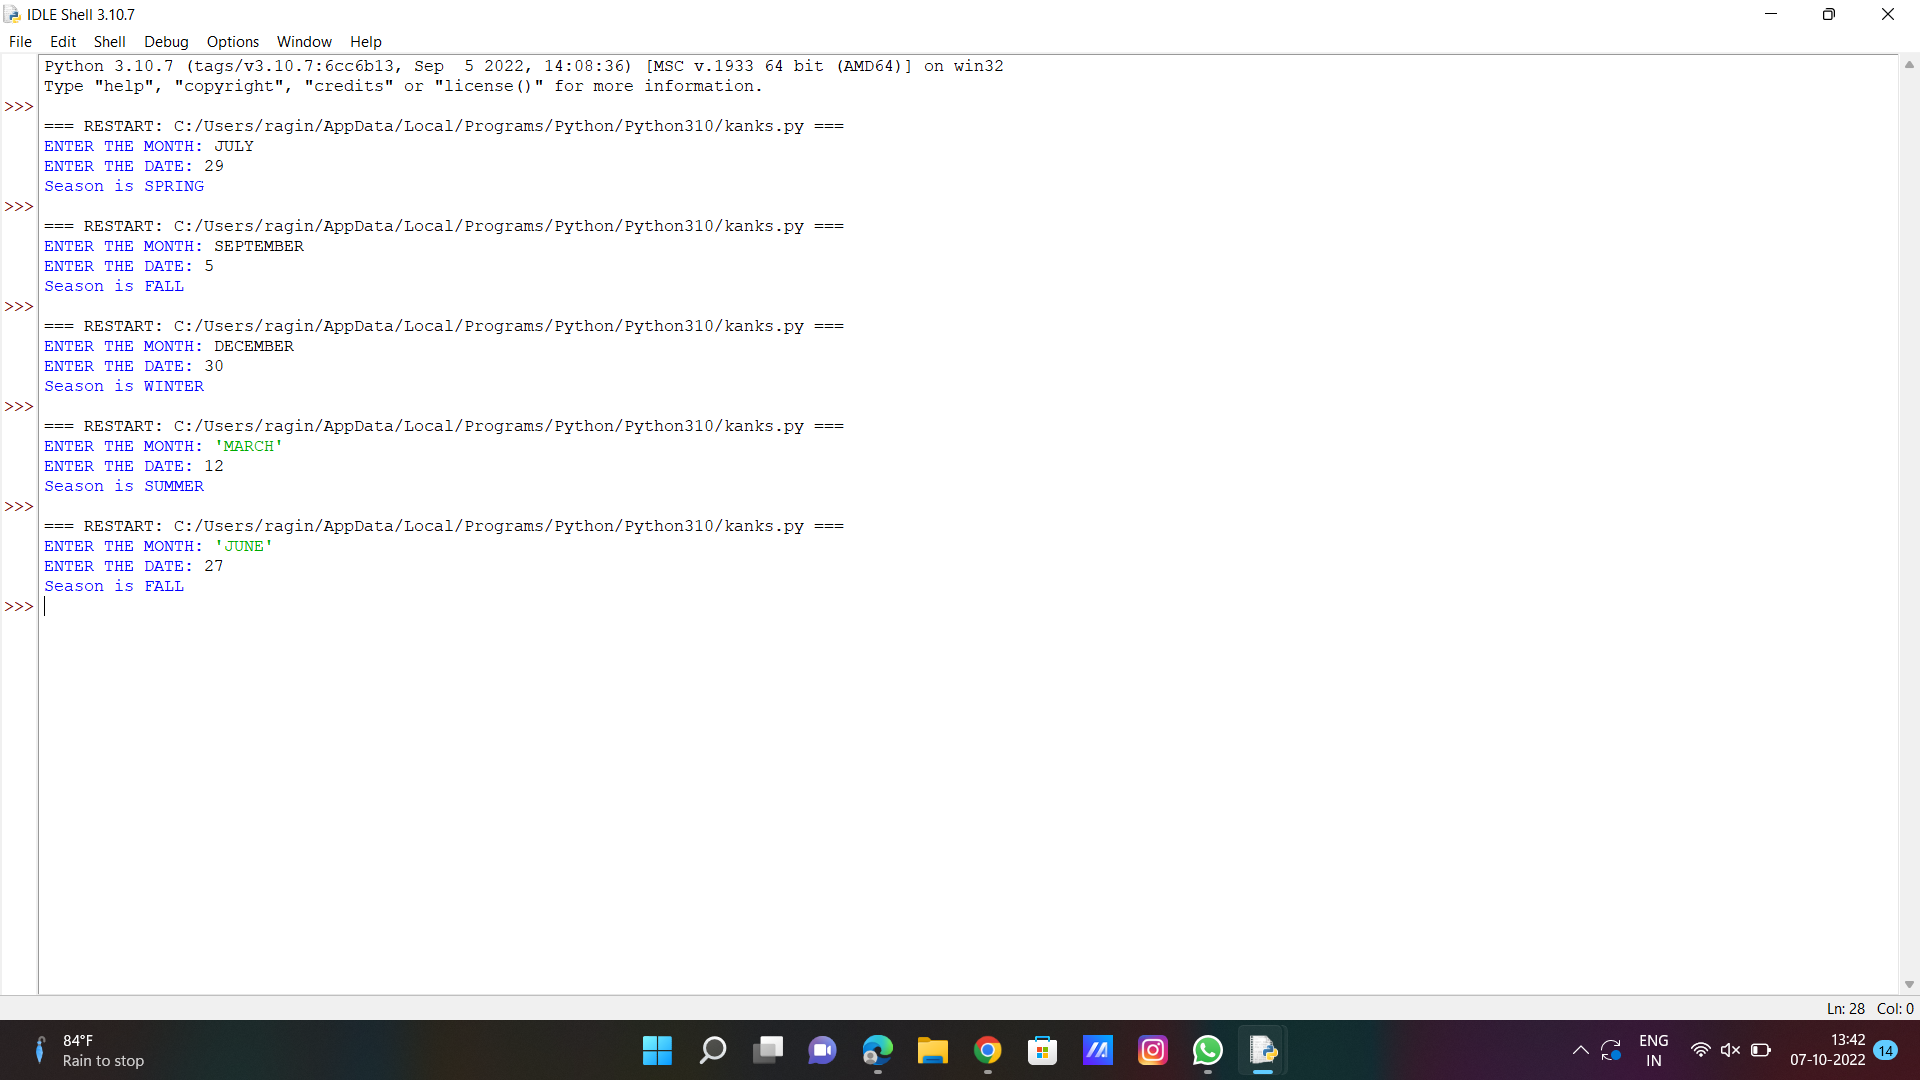 IDLE Shell 3.10.7
File Edit Shell Debug Options Window Help
Python 3.10.7 (tags/v3.10.7:6cc6b13, Sep  5 2022, 14:08:36) [MSC v.1933 64 bit (AMD64)] on win32
Type "help", "copyright", "credits" or "license()" for more information.
>>>
=== RESTART: C:/Users/ragin/AppData/Local/Programs/Python/Python310/kanks.py ===
ENTER THE MONTH: JULY
ENTER THE DATE: 29
Season is SPRING
>>>
=== RESTART: C:/Users/ragin/AppData/Local/Programs/Python/Python310/kanks.py ===
ENTER THE MONTH: SEPTEMBER
ENTER THE DATE: 5
Season is FALL
>>>
=== RESTART: C:/Users/ragin/AppData/Local/Programs/Python/Python310/kanks.py ===
ENTER THE MONTH: DECEMBER
ENTER THE DATE: 30
Season is WINTER
>>>
=== RESTART: C:/Users/ragin/AppData/Local/Programs/Python/Python310/kanks.py ===
ENTER THE MONTH: 'MARCH'
ENTER THE DATE: 12
Season is SUMMER
>>>
=== RESTART: C:/Users/ragin/AppData/Local/Programs/Python/Python310/kanks.py ===
ENTER THE MONTH: 'JUNE'
ENTER THE DATE: 27
Season is FALL
>>>
Ln: 28 Col: 0
84°F
Rain to stop
ENG
IN
13:42
07-10-2022
14